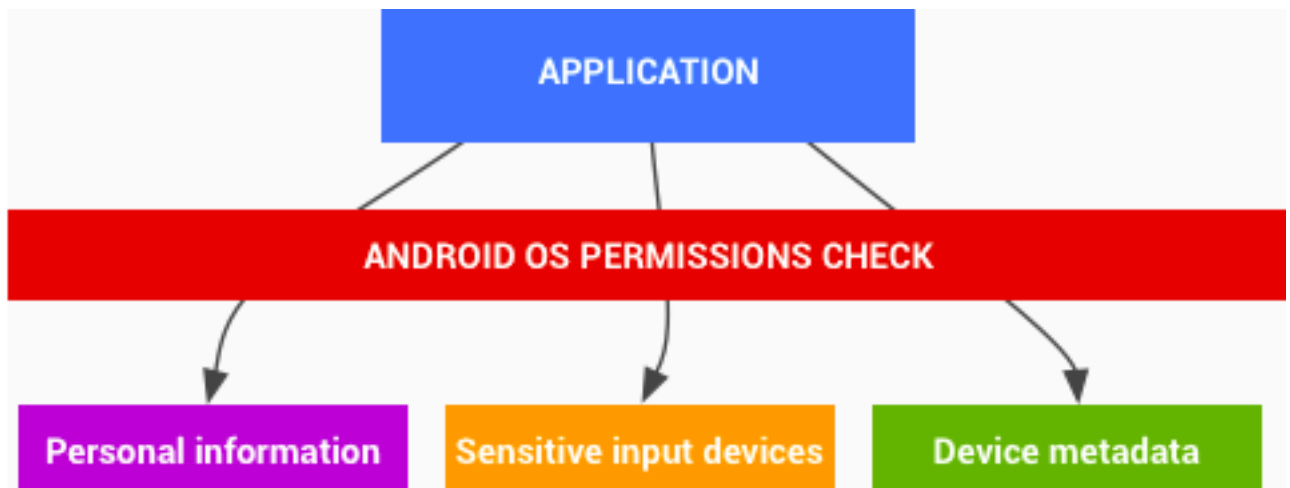 APPLICATION
ANDROID OS PERMISSIONS CHECK
Personal information
Sensitive input devices
Device metadata